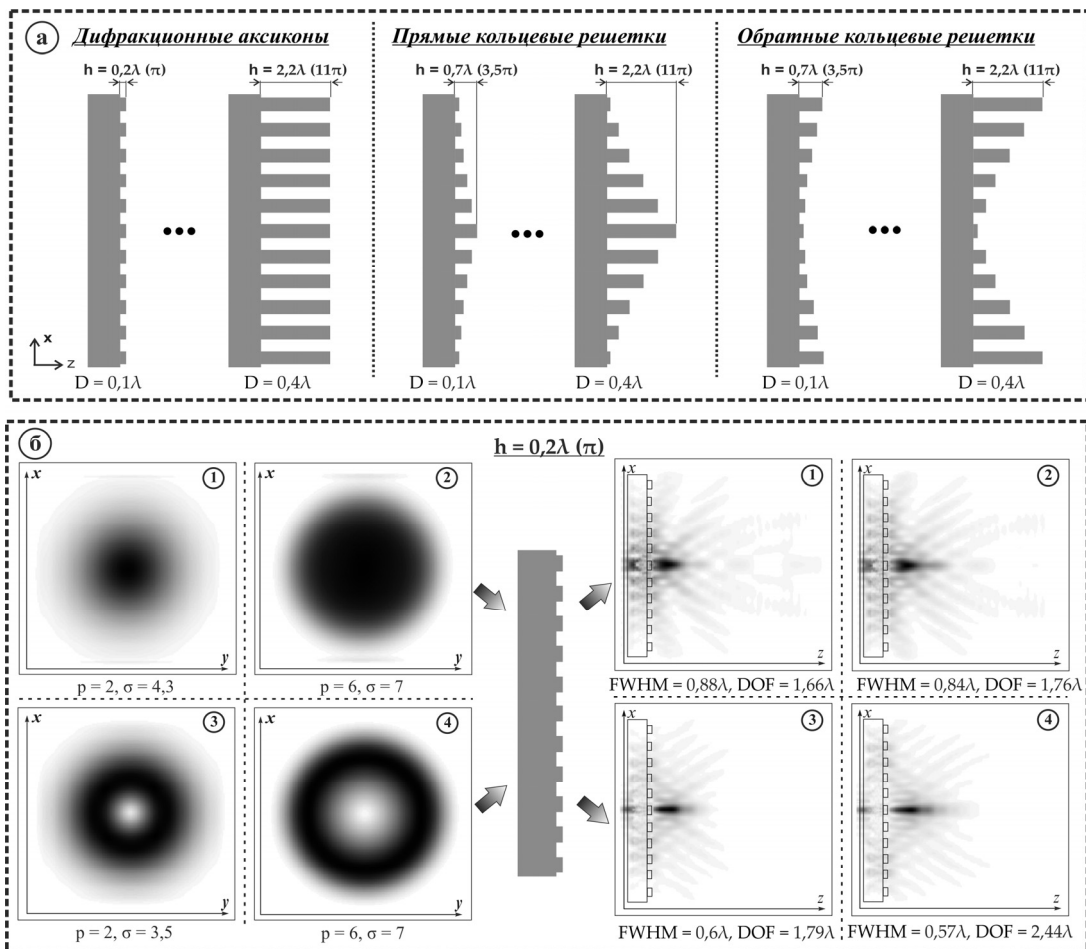 а
Дифракционные аксиконы
Прямые кольцевые решетки
Обратные кольцевые решетки
h = 0,2λ (π)
h = 2,2λ (11π)
h = 0,7λ (3,5π)
h = 2,2λ (11π)
h = 0,7λ (3,5π)
h = 2,2λ (11π)
x
z
D = 0,1λ
D = 0,4λ
D = 0,1λ
D = 0,4λ
D = 0,1λ
D = 0,4λ
б
h = 0,2λ (π)
x
1
y
p = 2, σ = 4,3
x
2
y
p = 6, σ = 7
x
1
z
FWHM = 0,88λ, DOF = 1,66λ
x
2
z
FWHM = 0,84λ, DOF = 1,76λ
x
3
y
p = 2, σ = 3,5
x
4
y
p = 6, σ = 7
x
3
z
FWHM = 0,6λ, DOF = 1,79λ
x
4
z
FWHM = 0,57λ, DOF = 2,44λ